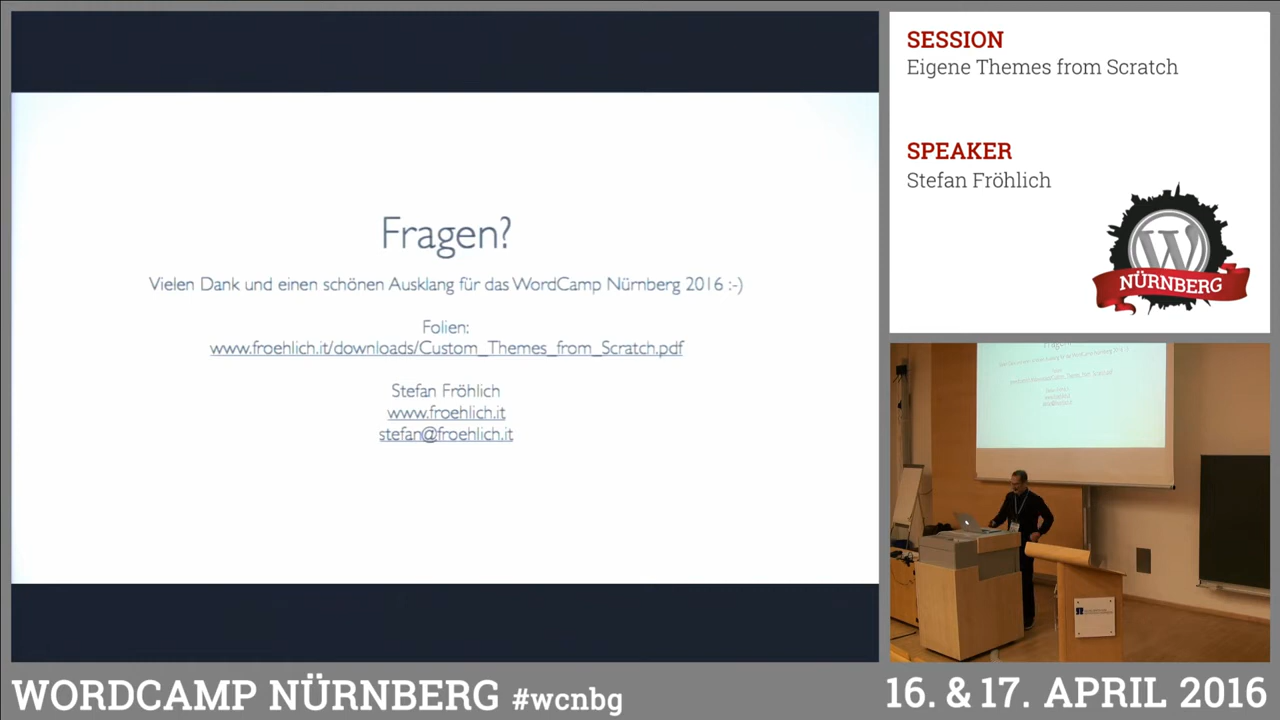 Fragen?
Vielen Dank und einen schönen Ausklang für das WordCamp Nürnberg 2016 :-)
Folien:
www.froehlich.it/downloads/Custom_Themes_from_Scratch.pdf
Stefan Fröhlich
www.froehlich.it
stefan@froehlich.it
SESSION
Eigene Themes from Scratch
SPEAKER
Stefan Fröhlich
W
NÜRNBERG
WORDCAMP NÜRNBERG #wcnbg
16. & 17. APRIL 2016